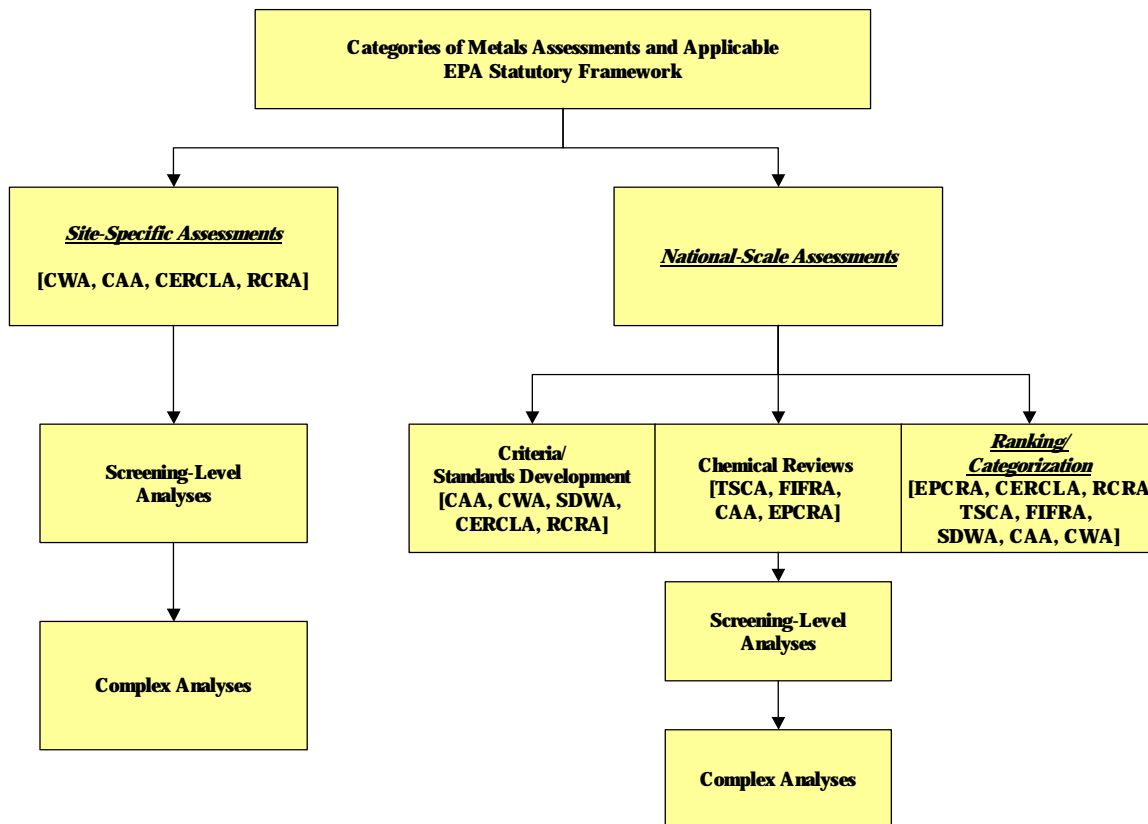 Categories of Metals Assessments and Applicable
EPA Statutory Framework
Site-Specific Assessments
[CWA, CAA, CERCLA, RCRA]
National-Scale Assessments
Screening-Level
Analyses
Complex Analyses
Criteria/
Standards Development
[CAA, CWA, SDWA,
CERCLA, RCRA]
Chemical Reviews
[TSCA, FIFRA,
CAA, EPCRA]
Ranking/
Categorization
[EPCRA, CERCLA, RCRA
TSCA, FIFRA,
SDWA, CAA, CWA]
Screening-Level
Analyses
Complex Analyses